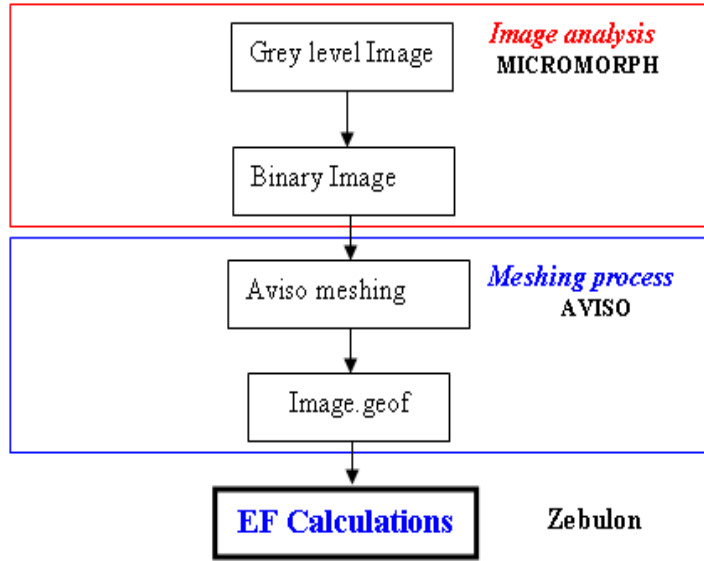 Grey level Image
Image analysis
MICROMORPH
Binary Image
Aviso meshing
Meshing process
AVISO
Image.geof
EF Calculations
Zebulon